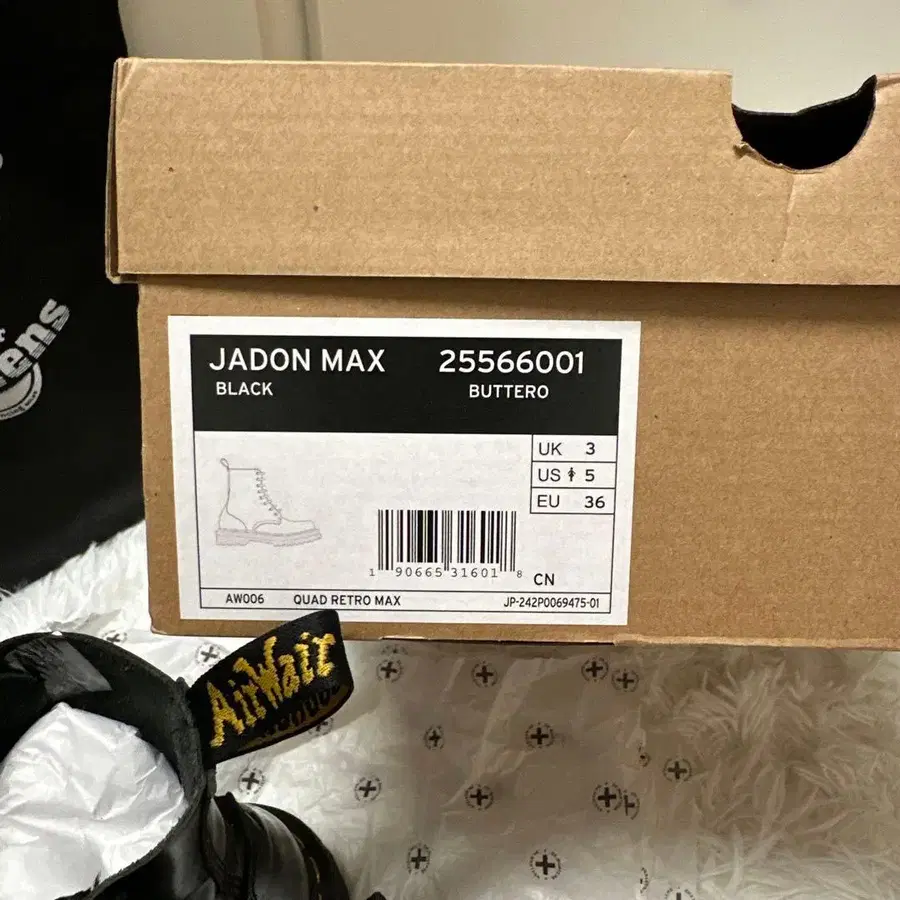 JADON MAX 25566001
BLACK BUTTERO
UK 3
US 5
EU 36
1 90665 31601 8
CN
AW006 QUAD RETRO MAX JP-242P0069475-01
AirWair